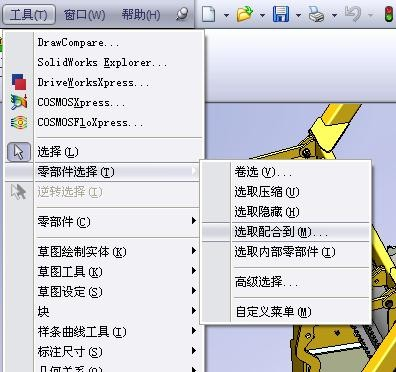 工具(T) 窗口(W) 帮助(H)
DrawCompare...
SolidWorks Explorer...
DriveWorksXpress...
COSMOSXpress...
COSMOSFloXpress...
选择(L)
零部件选择(T)
逆转选择(I)
零部件(C)
草图绘制实体(K)
草图工具(K)
草图设定(S)
块
样条曲线工具(I)
标注尺寸(S)
几何关系(O)
卷选(V)...
选取压缩(U)
选取隐藏(H)
选取配合到(M)...
选取内部零部件(I)
高级选择...
自定义菜单(M)